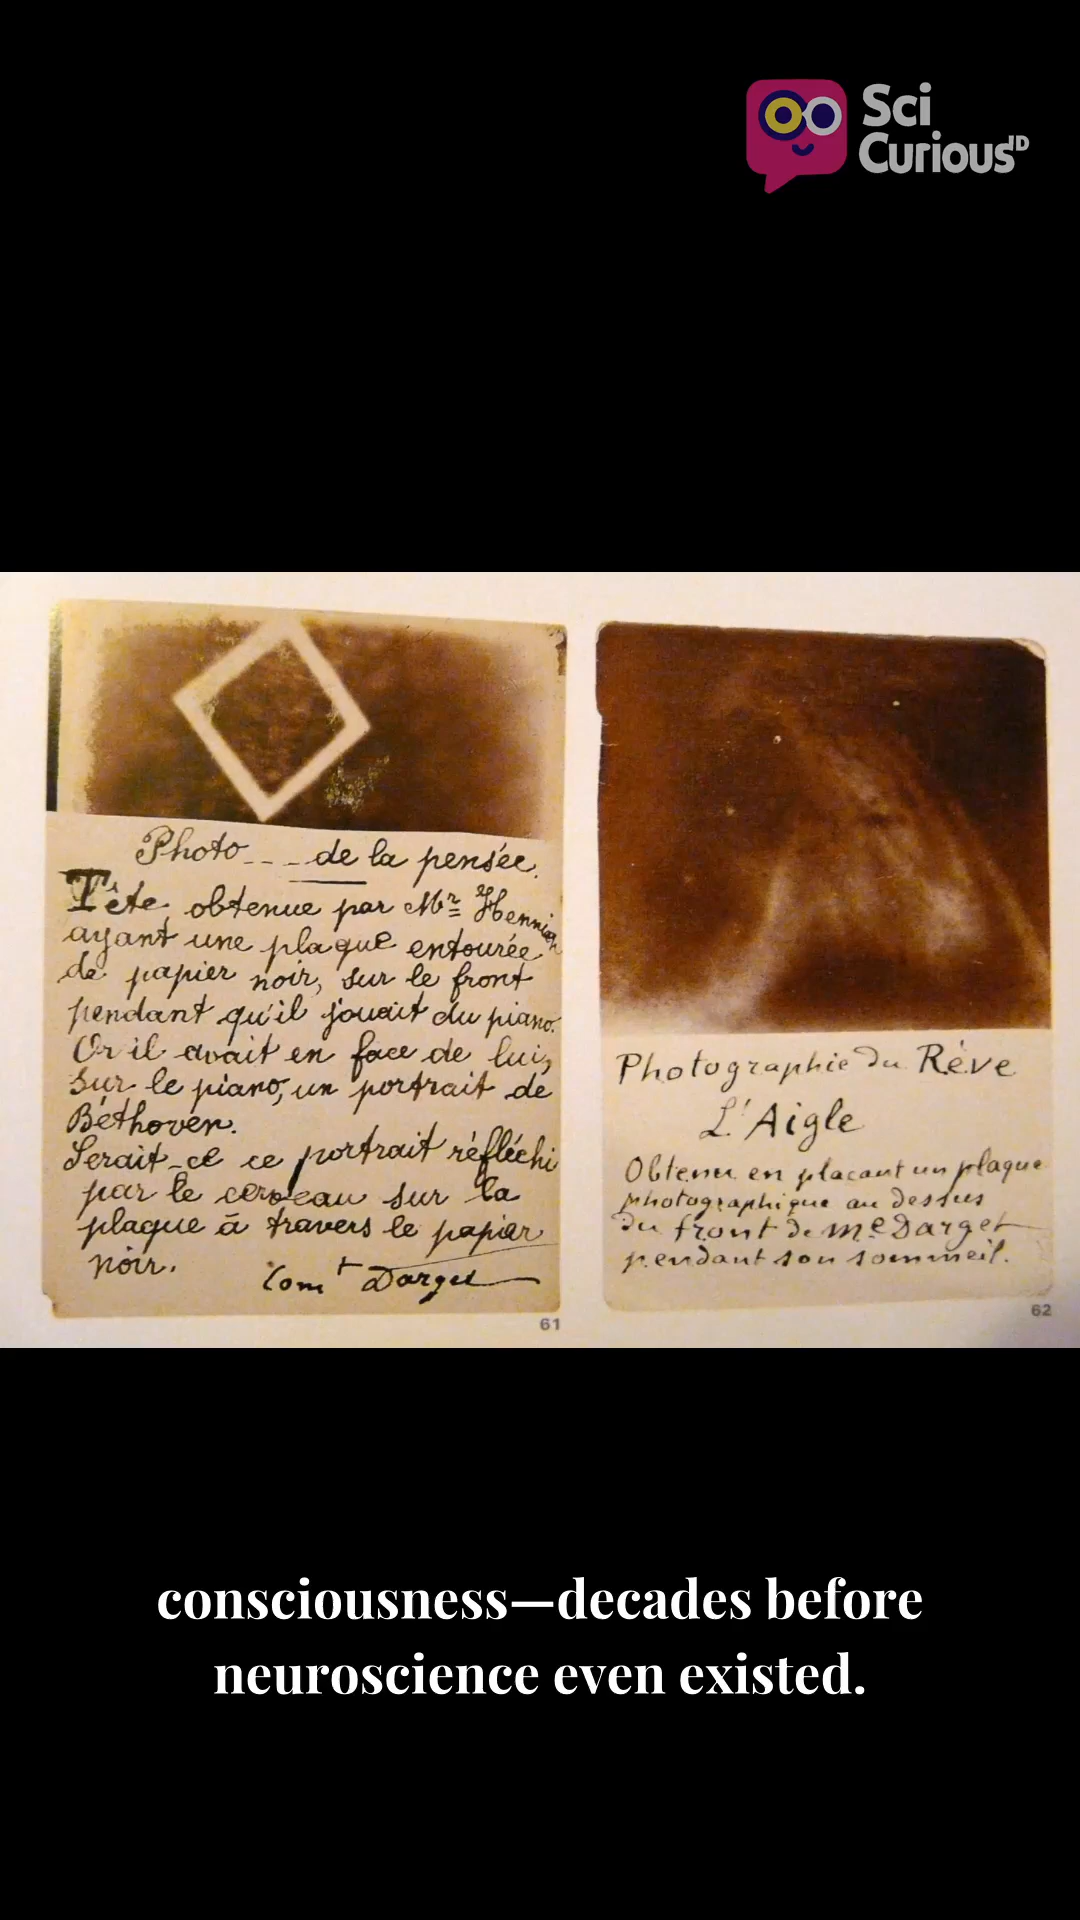 Sci
Curious ID
Photo _ _ _ de la pensée.
Tête obtenue par Mr
ayant une plaque entourée
de papier noir, sur le front
pendant qu'il jouait du piano.
Or il avait en face de lui,
sur le piano, un portrait de
Béthoven.
Serait-ce ce portrait réfléchi
par le cerveau sur la
plaque à travers le papier
noir.
Comt Darget
61
Photographie du Rêve
L'Aigle
Obtenu en placant un plaque
photographique au dessus
du front de Me Darget
pendant son sommeil.
62
consciousness—decades before
neuroscience even existed.